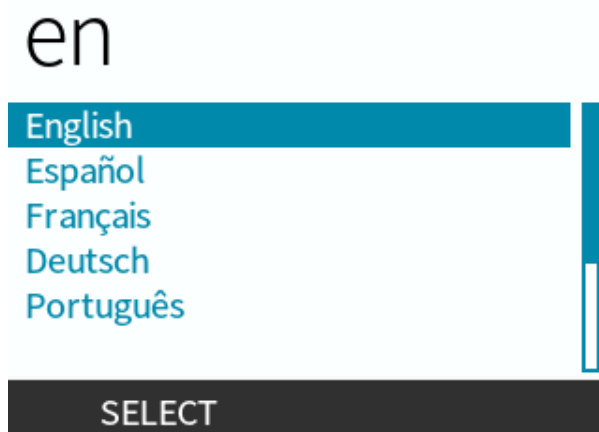 en
English
Español
Français
Deutsch
Português
SELECT